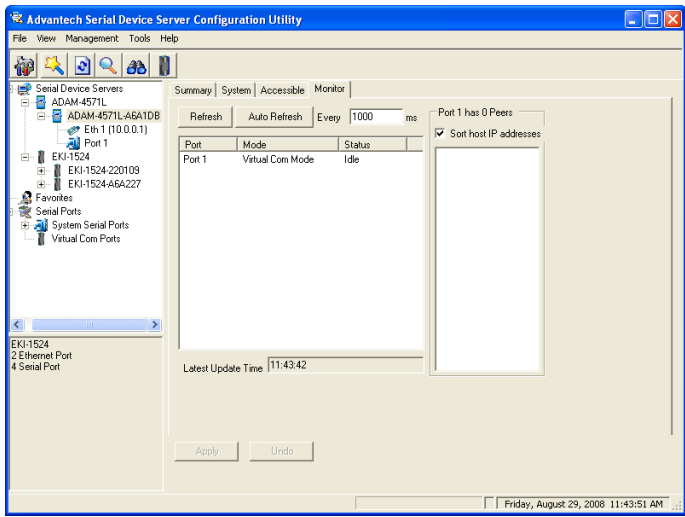 Advantech Serial Device Server Configuration Utility
File View Management Tools Help
Serial Device Servers
ADAM-4571L
ADAM-4571L-A6A1DB
Eth 1 (10.0.0.1)
Port 1
EKI-1524
EKI-1524-220109
EKI-1524-A6A227
Favorites
Serial Ports
System Serial Ports
Virtual Com Ports
EKI-1524
2 Ethernet Port
4 Serial Port
Summary System Accessible Monitor
Refresh Auto Refresh Every 1000 ms
Port Mode Status
Port 1 Virtual Com Mode Idle
Latest Update Time 11:43:42
Port 1 has 0 Peers
Sort host IP addresses
Apply Undo
Friday, August 29, 2008 11:43:51 AM